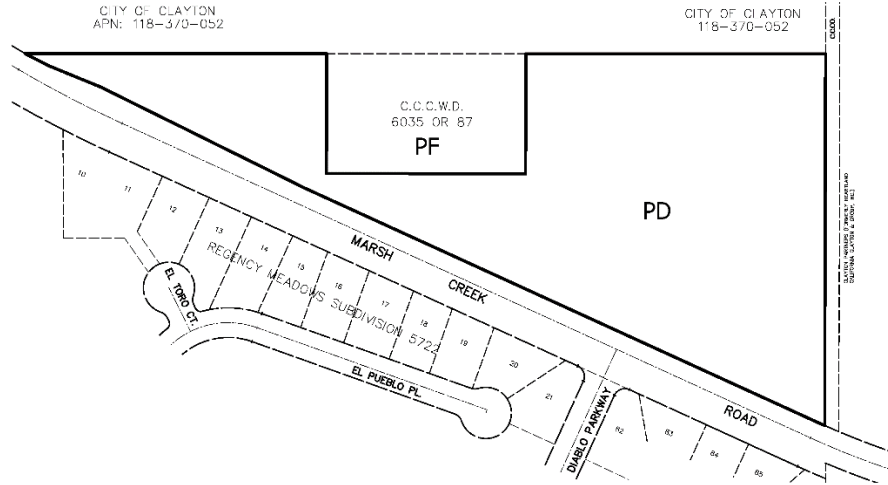 CITY OF CLAYTON
APN: 118-370-052
CITY OF CLAYTON
118-370-052
C.C.C.W.D.
6035 OR 87
PF
PD
MARSH
CREEK
ROAD
10
11
12
13
14
15
16
17
18
19
20
21
REGENCY MEADOWS SUBDIVISION 5722
EL TORO CT.
EL PUEBLO PL.
DIABLO PARKWAY
82
83
84
85